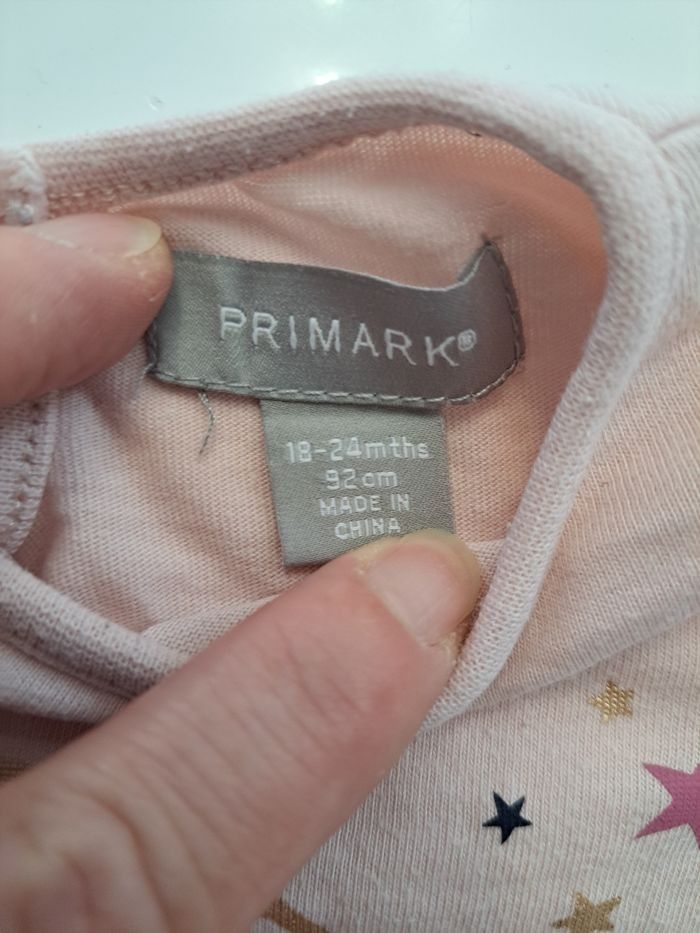 PRIMARK®
18-24mths
92cm
MADE IN
CHINA